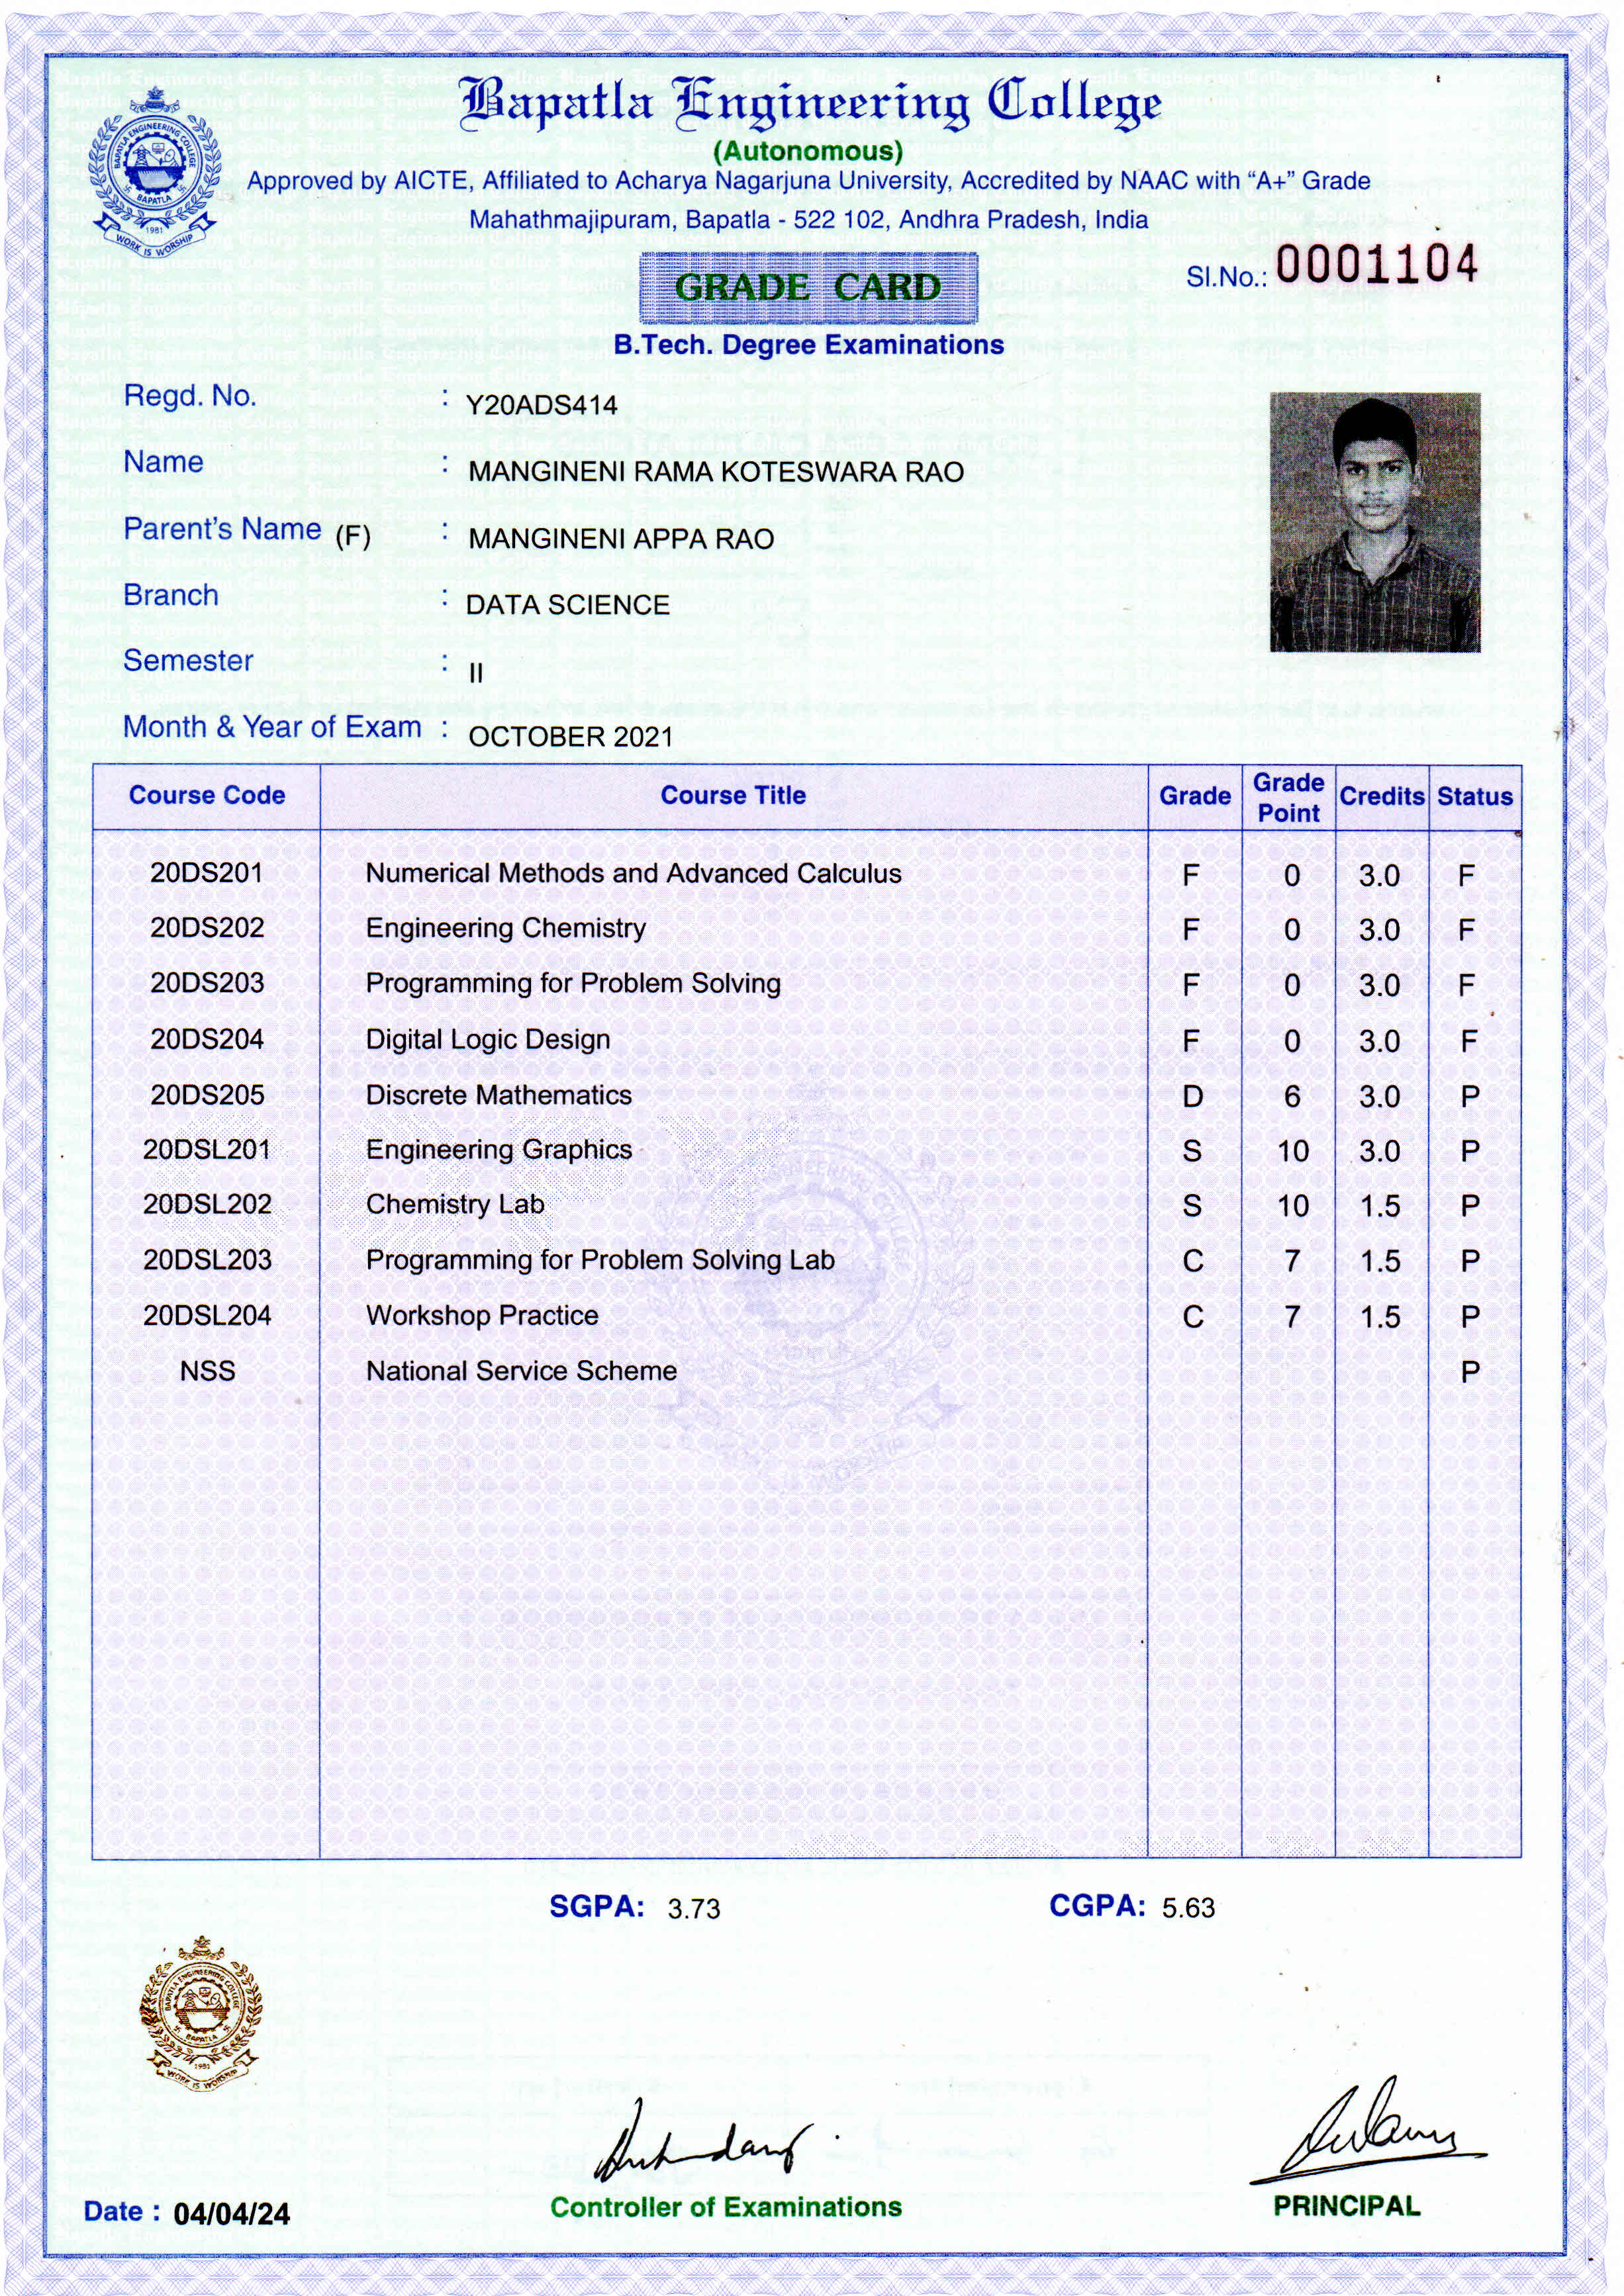 Bapatla Engineering College
(Autonomous)
Approved by AICTE, Affiliated to Acharya Nagarjuna University, Accredited by NAAC with “A+” Grade
Mahathmajipuram, Bapatla - 522 102, Andhra Pradesh, India
BAPATLA ENGINEERING COLLEGE
BAPATLA
1981
WORK IS WORSHIP
GRADE CARD
Sl.No.: 0001104
B.Tech. Degree Examinations
Regd. No. : Y20ADS414
Name : MANGINENI RAMA KOTESWARA RAO
Parent's Name (F) : MANGINENI APPA RAO
Branch : DATA SCIENCE
Semester : II
Month & Year of Exam : OCTOBER 2021
Course Code Course Title Grade Grade Point Credits Status
20DS201 Numerical Methods and Advanced Calculus F 0 3.0 F
20DS202 Engineering Chemistry F 0 3.0 F
20DS203 Programming for Problem Solving F 0 3.0 F
20DS204 Digital Logic Design F 0 3.0 F
20DS205 Discrete Mathematics D 6 3.0 P
20DSL201 Engineering Graphics S 10 3.0 P
20DSL202 Chemistry Lab S 10 1.5 P
20DSL203 Programming for Problem Solving Lab C 7 1.5 P
20DSL204 Workshop Practice C 7 1.5 P
NSS National Service Scheme P
SGPA: 3.73 CGPA: 5.63
BAPATLA ENGINEERING COLLEGE
BAPATLA
1981
WORK IS WORSHIP
Date : 04/04/24
Controller of Examinations
PRINCIPAL